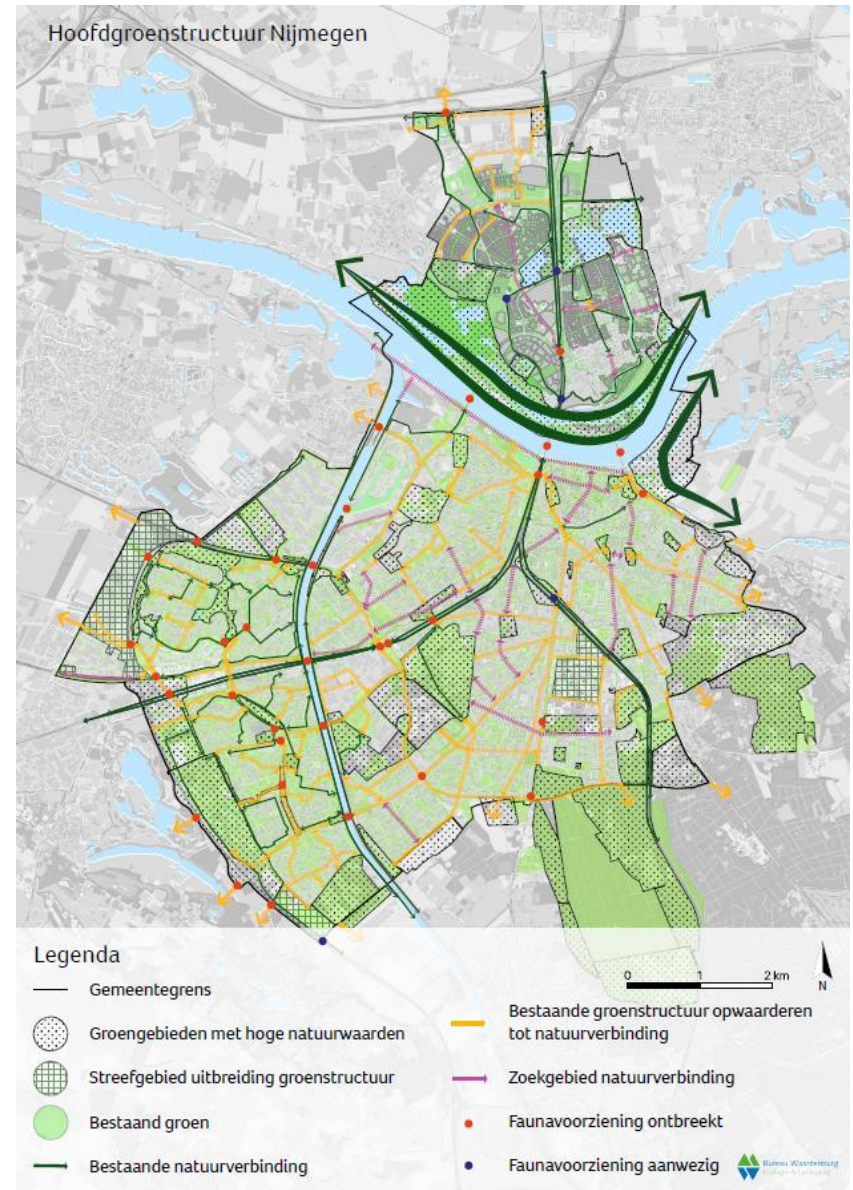 Hoofdgroenstructuur Nijmegen
Legenda
Gemeentegrens
Groengebieden met hoge natuurwaarden
Streefgebied uitbreiding groenstructuur
Bestaand groen
Bestaande natuurverbinding
0 1 2 km
N
Bestaande groenstructuur opwaarderen
tot natuurverbinding
Zoekgebied natuurverbinding
Faunavoorziening ontbreekt
Faunavoorziening aanwezig
Bureau Waardenburg